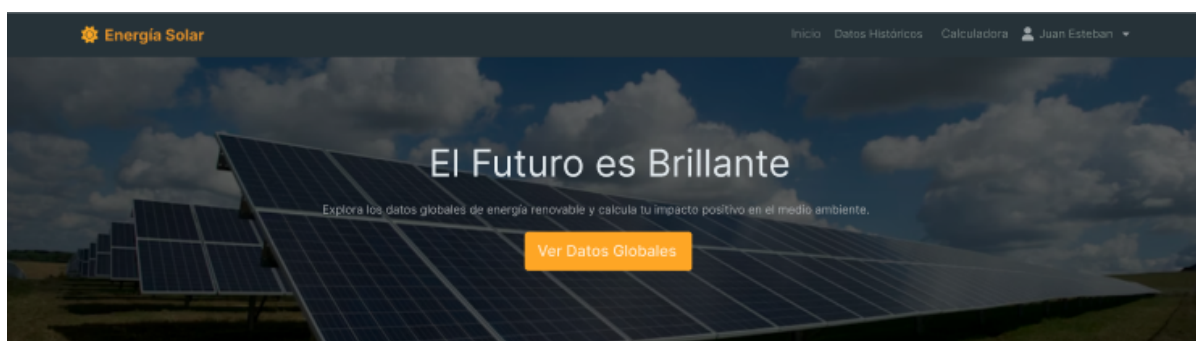 Energía Solar
Inicio Datos Históricos Calculadora Juan Esteban
El Futuro es Brillante
Explora los datos globales de energía renovable y calcula tu impacto positivo en el medio ambiente.
Ver Datos Globales